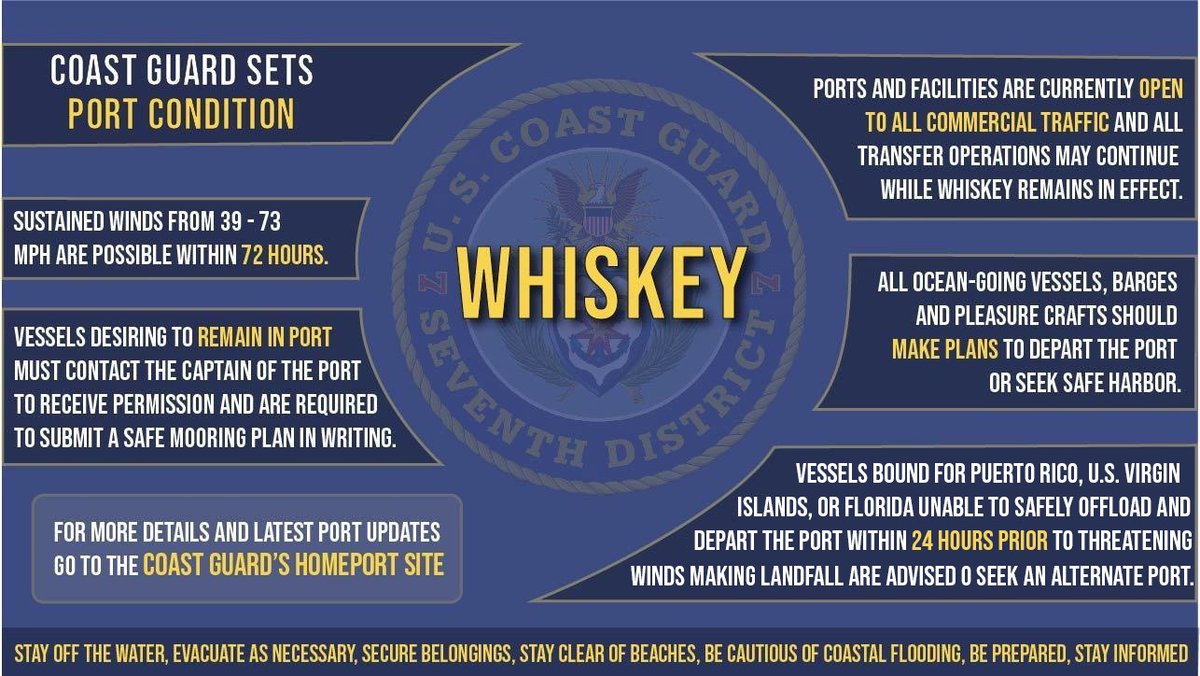 COAST GUARD SETS
PORT CONDITION
SUSTAINED WINDS FROM 39 - 73
MPH ARE POSSIBLE WITHIN 72 HOURS.
VESSELS DESIRING TO REMAIN IN PORT
MUST CONTACT THE CAPTAIN OF THE PORT
TO RECEIVE PERMISSION AND ARE REQUIRED
TO SUBMIT A SAFE MOORING PLAN IN WRITING.
FOR MORE DETAILS AND LATEST PORT UPDATES
GO TO THE COAST GUARD'S HOMEPORT SITE
U. S. COAST GUARD
WHISKEY
SEVENTH DISTRICT
PORTS AND FACILITIES ARE CURRENTLY OPEN
TO ALL COMMERCIAL TRAFFIC AND ALL
TRANSFER OPERATIONS MAY CONTINUE
WHILE WHISKEY REMAINS IN EFFECT.
ALL OCEAN-GOING VESSELS, BARGES
AND PLEASURE CRAFTS SHOULD
MAKE PLANS TO DEPART THE PORT
OR SEEK SAFE HARBOR.
VESSELS BOUND FOR PUERTO RICO, U.S. VIRGIN
ISLANDS, OR FLORIDA UNABLE TO SAFELY OFFLOAD AND
DEPART THE PORT WITHIN 24 HOURS PRIOR TO THREATENING
WINDS MAKING LANDFALL ARE ADVISED O SEEK AN ALTERNATE PORT.
STAY OFF THE WATER, EVACUATE AS NECESSARY, SECURE BELONGINGS, STAY CLEAR OF BEACHES, BE CAUTIOUS OF COASTAL FLOODING, BE PREPARED, STAY INFORMED